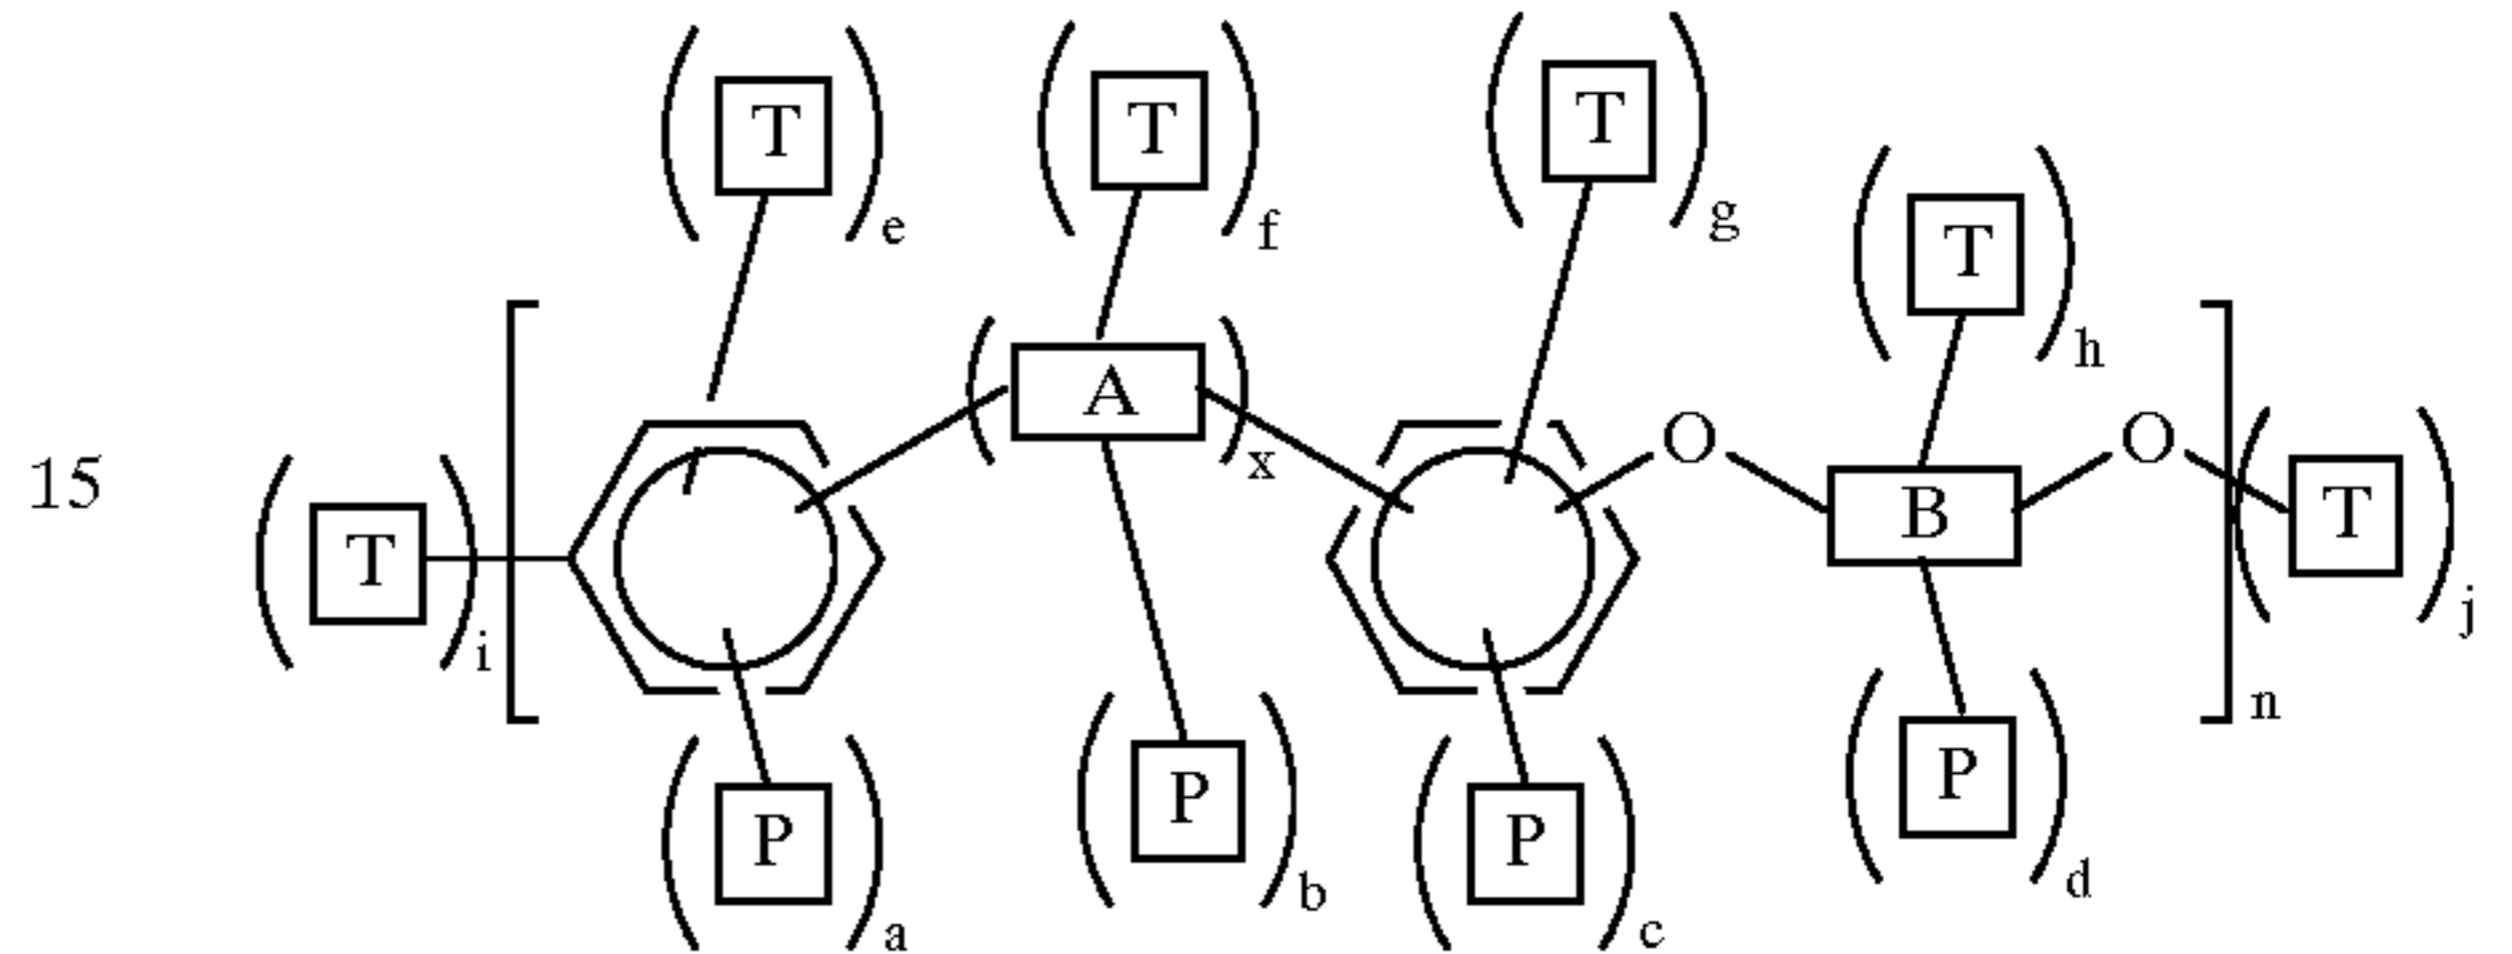 T T T
e f g
T
h
A
x
O O
15 T B T
i j
n
P P P P
a b c d